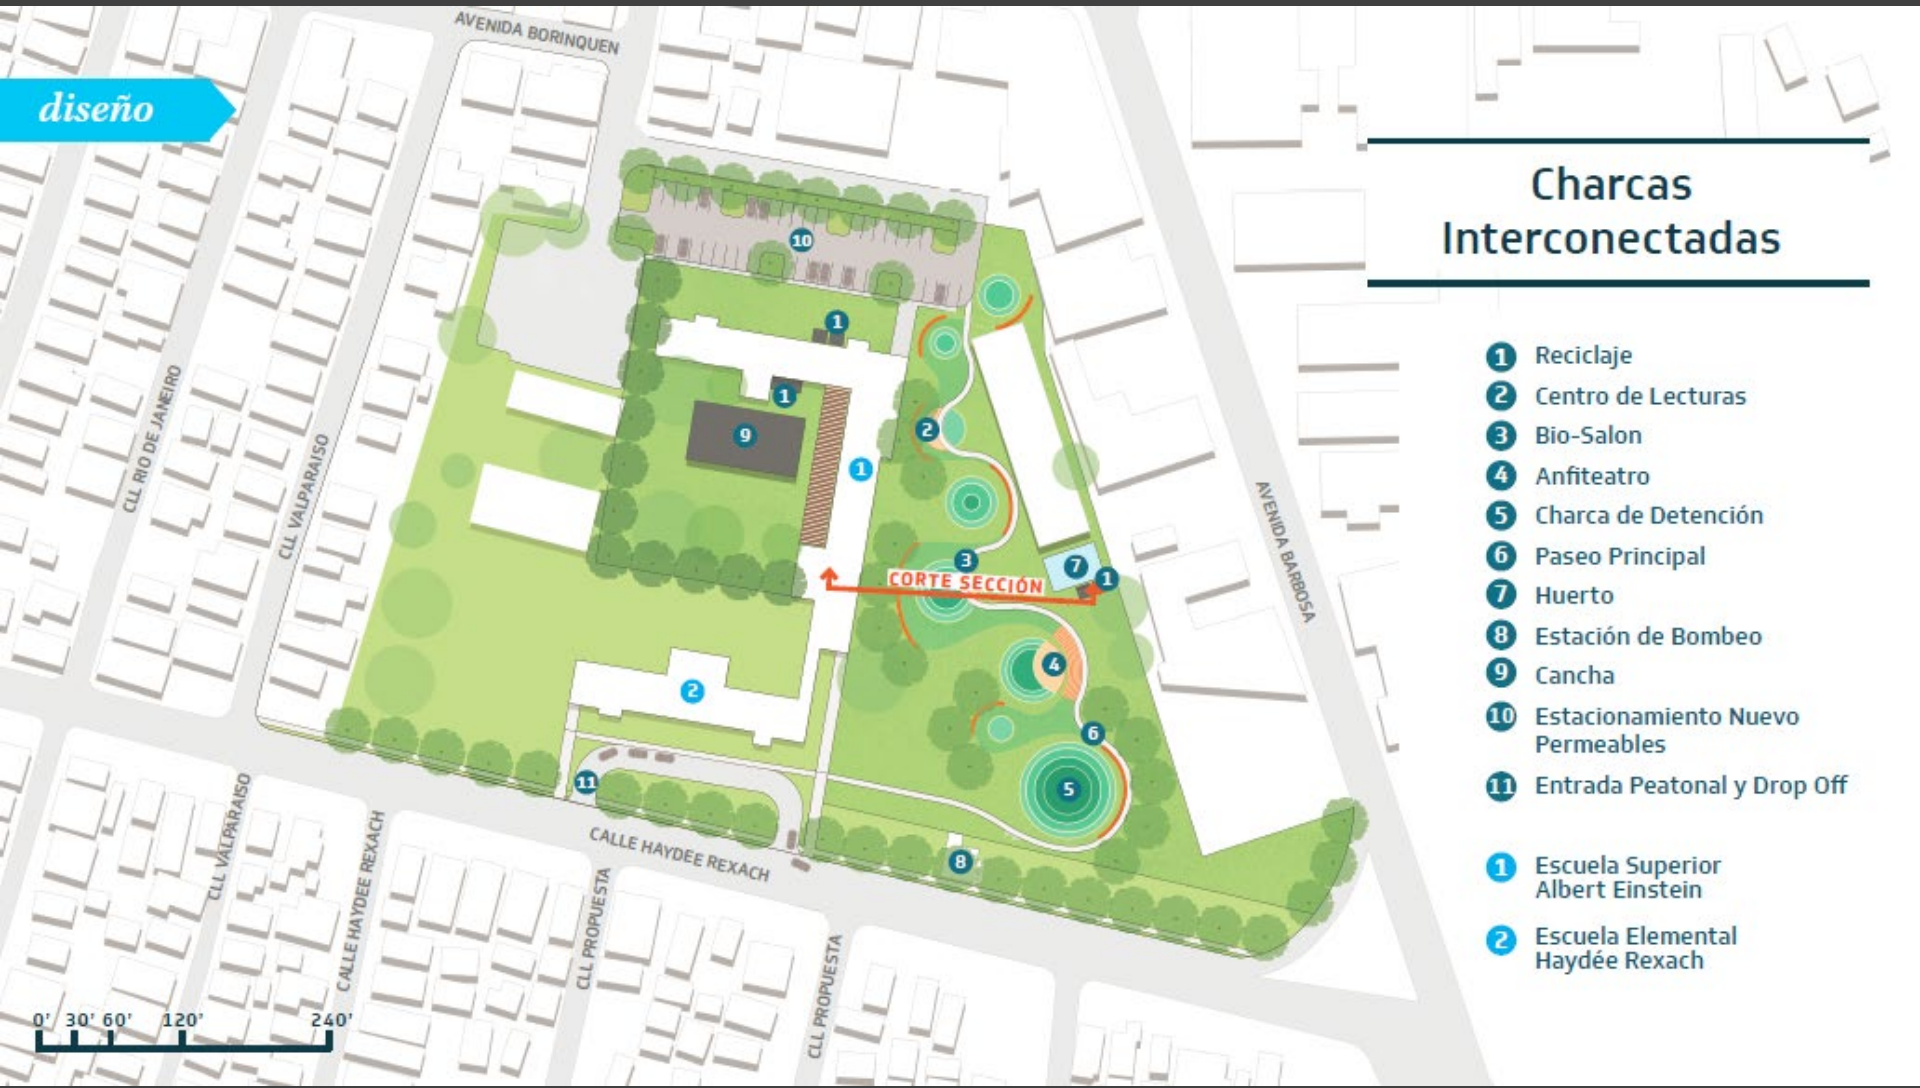 AVENIDA BORINQUEN
diseño
Charcas
Interconectadas
10
1
1
9
1
2
3
CORTE SECCIÓN
7
1
4
2
6
5
11
8
CLL RIO DE JANEIRO
CLL VALPARAISO
AVENIDA BARBOSA
CALLE HAYDEE REXACH
CLL VALPARAISO
CALLE HAYDEE REXACH
CLL PROPUESTA
CLL PROPUESTA
0' 30' 60' 120' 240'
1 Reciclaje
2 Centro de Lecturas
3 Bio-Salon
4 Anfiteatro
5 Charca de Detención
6 Paseo Principal
7 Huerto
8 Estación de Bombeo
9 Cancha
10 Estacionamiento Nuevo
Permeables
11 Entrada Peatonal y Drop Off
1 Escuela Superior
Albert Einstein
2 Escuela Elemental
Haydée Rexach